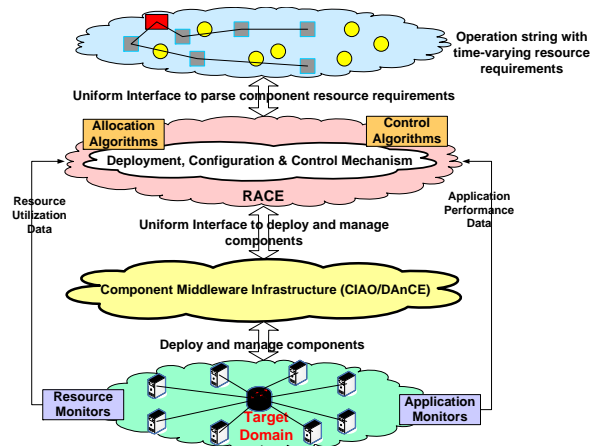 Operation string with
time-varying resource
requirements
Uniform Interface to parse component resource requirements
Allocation
Algorithms
Control
Algorithms
Deployment, Configuration & Control Mechanism
RACE
Resource
Utilization
Data
Application
Performance
Data
Uniform Interface to deploy and manage
components
Component Middleware Infrastructure (CIAO/DAnCE)
Deploy and manage components
Resource
Monitors
Target
Domain
Application
Monitors